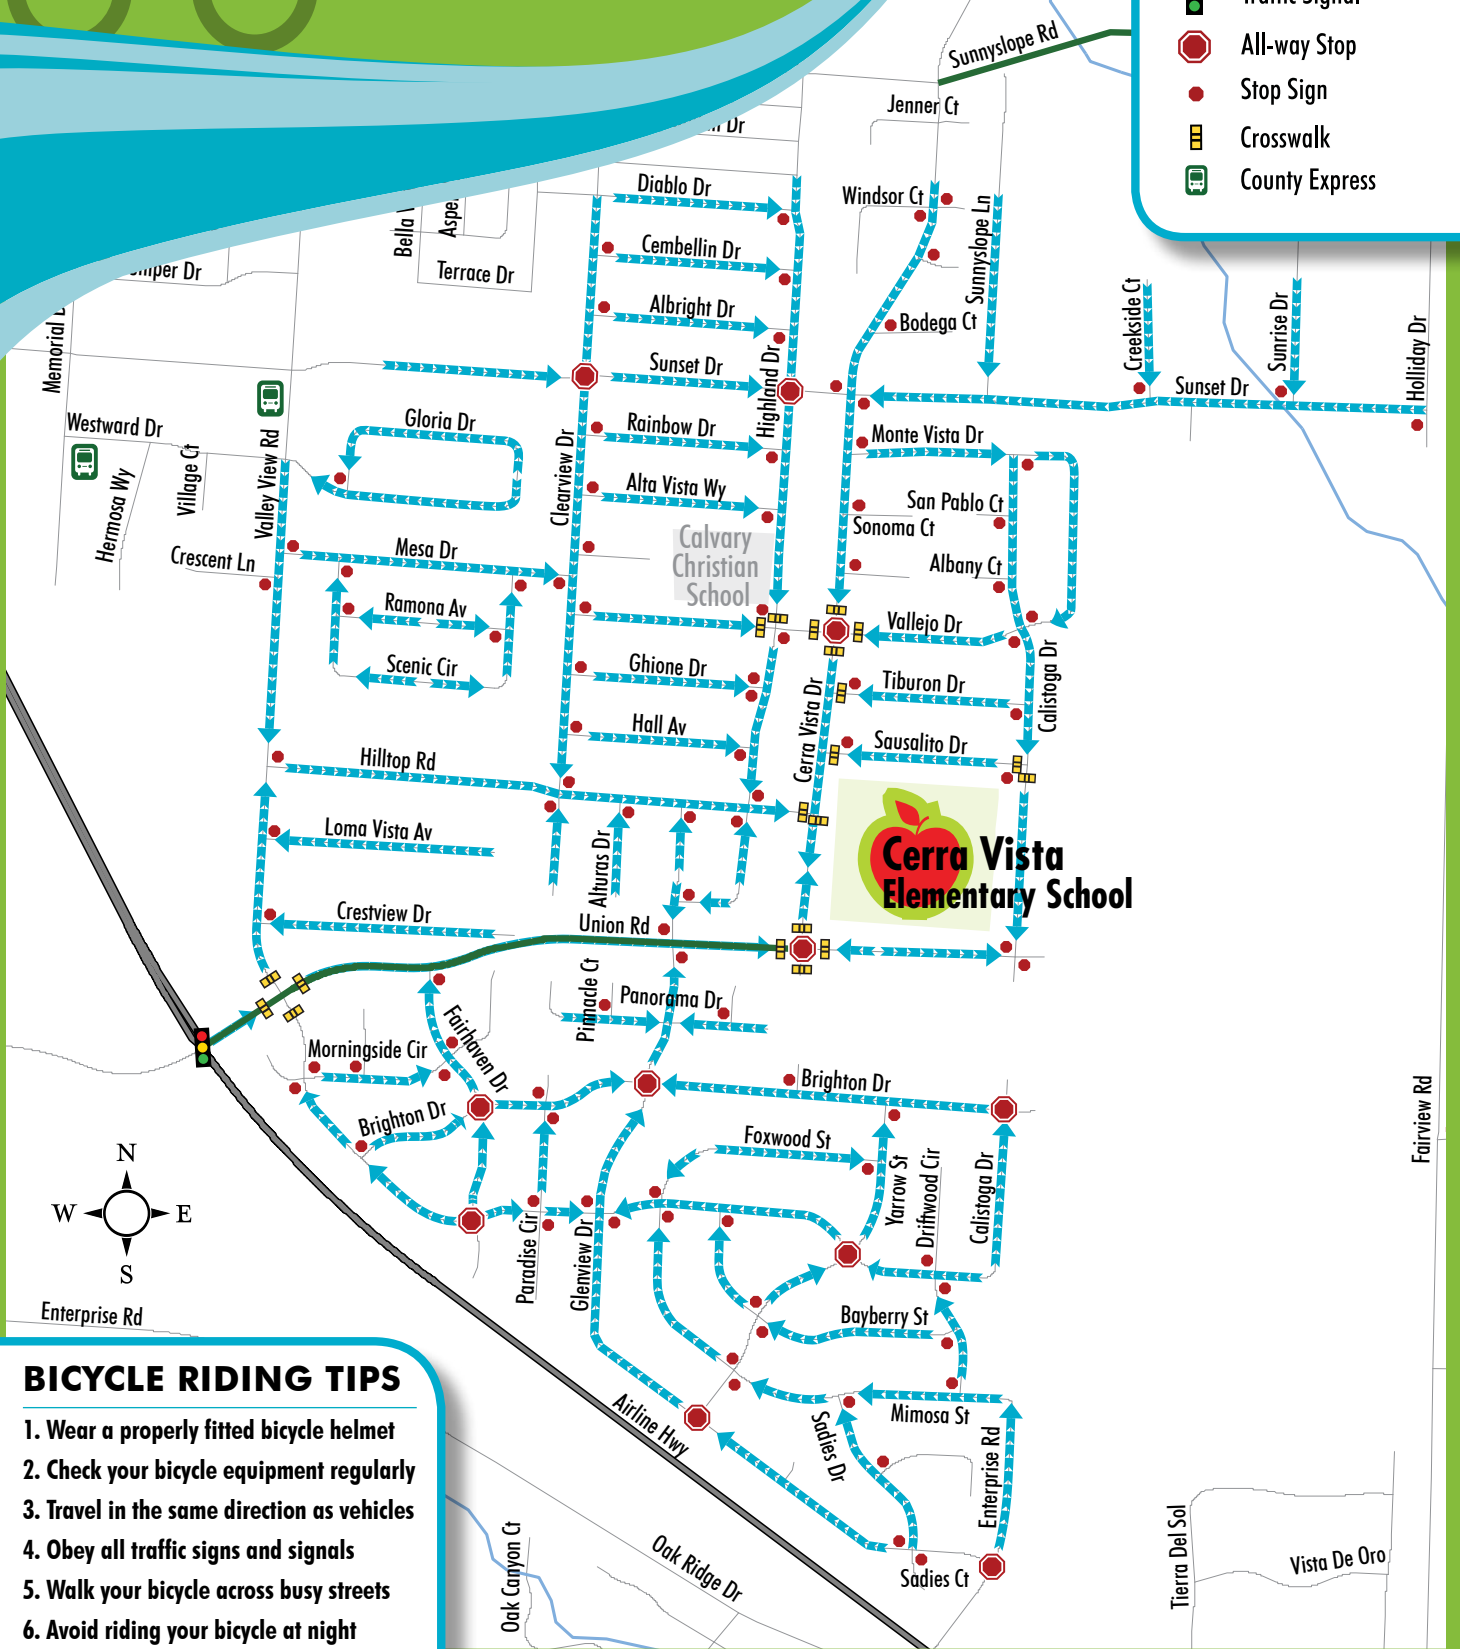 Sunnyslope Rd
All-way Stop
Stop Sign
Crosswalk
County Express
Jenner Ct
Dr
Diablo Dr
Windsor Ct
Sunnyslope Ln
Cembellin Dr
Terrace Dr
Albright Dr
Bodega Ct
Creekside Ct
Sunrise Dr
Holliday Dr
Memorial
Bella
Sunset Dr
Highland Dr
Sunset Dr
Westward Dr
Gloria Dr
Rainbow Dr
Monte Vista Dr
Hermosa Wy
Village Ct
Valley View Rd
Clearview Dr
Alta Vista Wy
San Pablo Ct
Sonoma Ct
Calvary
Christian
School
Crescent Ln
Mesa Dr
Albany Ct
Ramona Av
Vallejo Dr
Scenic Cir
Ghione Dr
Tiburon Dr
Calistoga Dr
Hall Av
Cerra Vista Dr
Sausalito Dr
Hilltop Rd
Loma Vista Av
Alturas Dr
Cerra Vista
Elementary School
Crestview Dr
Union Rd
Pinnacle Ct
Panorama Dr
Fairhaven Dr
Morningside Cir
Brighton Dr
Brighton Dr
Fairview Rd
Foxwood St
Yarrow St
Driftwood Cir
Calistoga Dr
N
W
E
S
Paradise Cir
Glenview Dr
Enterprise Rd
Bayberry St
Airline Hwy
Mimosa St
Sadies Dr
Enterprise Rd
Sadies Ct
Oak Canyon Ct
Oak Ridge Dr
Tierra Del Sol
Vista De Oro
BICYCLE RIDING TIPS
1. Wear a properly fitted bicycle helmet
2. Check your bicycle equipment regularly
3. Travel in the same direction as vehicles
4. Obey all traffic signs and signals
5. Walk your bicycle across busy streets
6. Avoid riding your bicycle at night